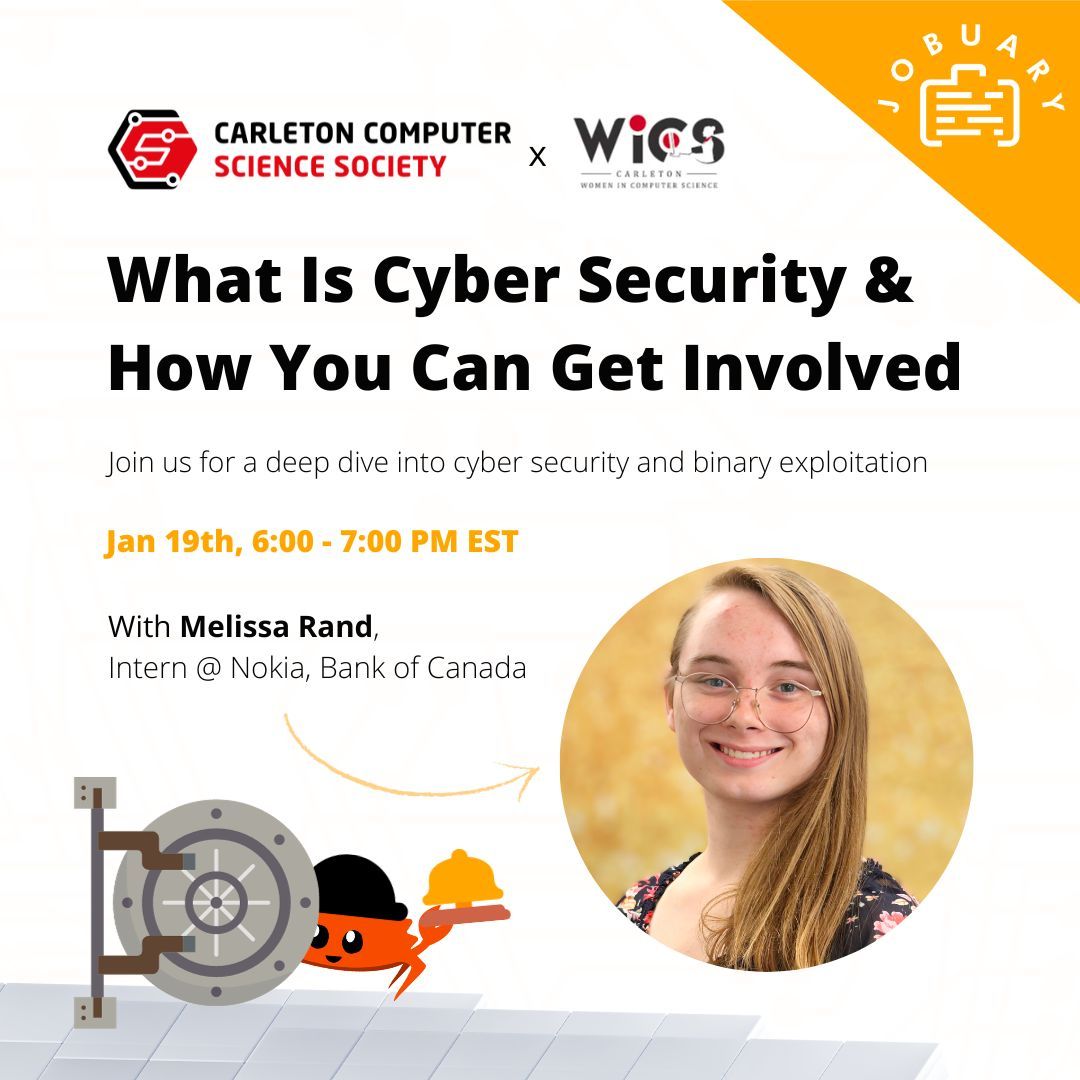 JOBUARY
CARLETON COMPUTER
SCIENCE SOCIETY
x
WiCS
CARLETON
WOMEN IN COMPUTER SCIENCE
What Is Cyber Security &
How You Can Get Involved
Join us for a deep dive into cyber security and binary exploitation
Jan 19th, 6:00 - 7:00 PM EST
With Melissa Rand,
Intern @ Nokia, Bank of Canada